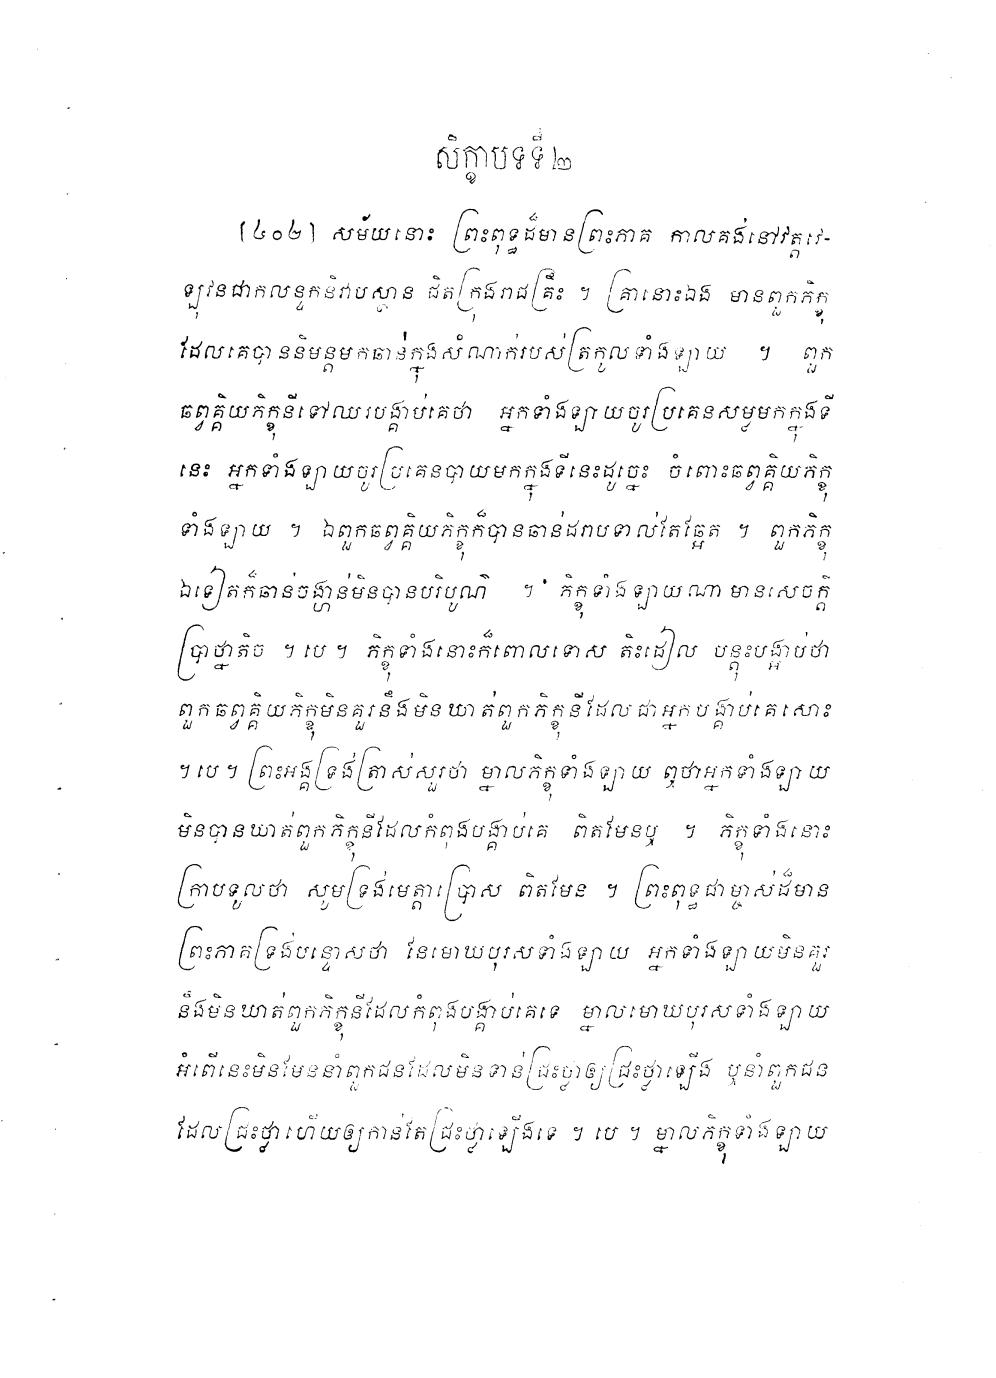 សិក្ខាបទទី២
(៤០៤) សម័យនោះ ព្រះពុទ្ធដ៏មានព្រះភាគ កាលគង់នៅវត្តវេ-
ឡុវនជាកលន្ទកនិវាបស្ថាន ជិតក្រុងរាជគ្រឹះ ។ គ្រានោះឯង មានពួកភិក្ខុ
ដែលគេបាននិមន្តមកឆាន់ក្នុងសំណាក់របស់ត្រកូលទាំងឡាយ ។ ពួក
ឆព្វគ្គិយភិក្ខុនីទៅឈរបង្គាប់គេថា អ្នកទាំងឡាយចូរប្រគេនសម្លមកក្នុងទី
នេះ អ្នកទាំងឡាយចូរប្រគេនបាយមកក្នុងទីនេះដូច្នេះ ចំពោះឆព្វគ្គិយភិក្ខុ
ទាំងឡាយ ។ ឯពួកឆព្វគ្គិយភិក្ខុក៏បានឆាន់ដរាបទាល់តែឆ្អែត ។ ពួកភិក្ខុ
ឯទៀតក៏ឆាន់ចង្ហាន់មិនបានបរិបូណ៌ ។ ភិក្ខុទាំងឡាយណាមានសេចក្តី
ប្រាថ្នាតិច ។ បេ ។ ភិក្ខុទាំងនោះក៏ពោលទោស តិះដៀល បន្តុះបង្អាប់ថា
ពួកឆព្វគ្គិយភិក្ខុមិនគួរនឹងមិនឃាត់ពួកភិក្ខុនីដែលជាអ្នកបង្គាប់គេសោះ
។ បេ ។ ព្រះអង្គទ្រង់ត្រាស់សួរថា ម្នាលភិក្ខុទាំងឡាយ ឮថាអ្នកទាំងឡាយ
មិនបានឃាត់ពួកភិក្ខុនីដែលកំពុងបង្គាប់គេ ពិតមែនឬ ។ ភិក្ខុទាំងនោះ
ក្រាបទូលថា សូមទ្រង់មេត្តាប្រោស ពិតមែន ។ ព្រះពុទ្ធជាម្ចាស់ដ៏មាន
ព្រះភាគទ្រង់បន្ទោសថា នែមោឃបុរសទាំងឡាយ អ្នកទាំងឡាយមិនគួរ
នឹងមិនឃាត់ពួកភិក្ខុនីដែលកំពុងបង្គាប់គេទេ ម្នាលមោឃបុរសទាំងឡាយ
អំពើនេះមិនមែននាំពួកជនដែលមិនទាន់ជ្រះថ្លាឲ្យជ្រះថ្លាឡើង ឬនាំពួកជន
ដែលជ្រះថ្លាហើយឲ្យកាន់តែជ្រះថ្លាឡើងទេ ។ បេ ។ ម្នាលភិក្ខុទាំងឡាយ